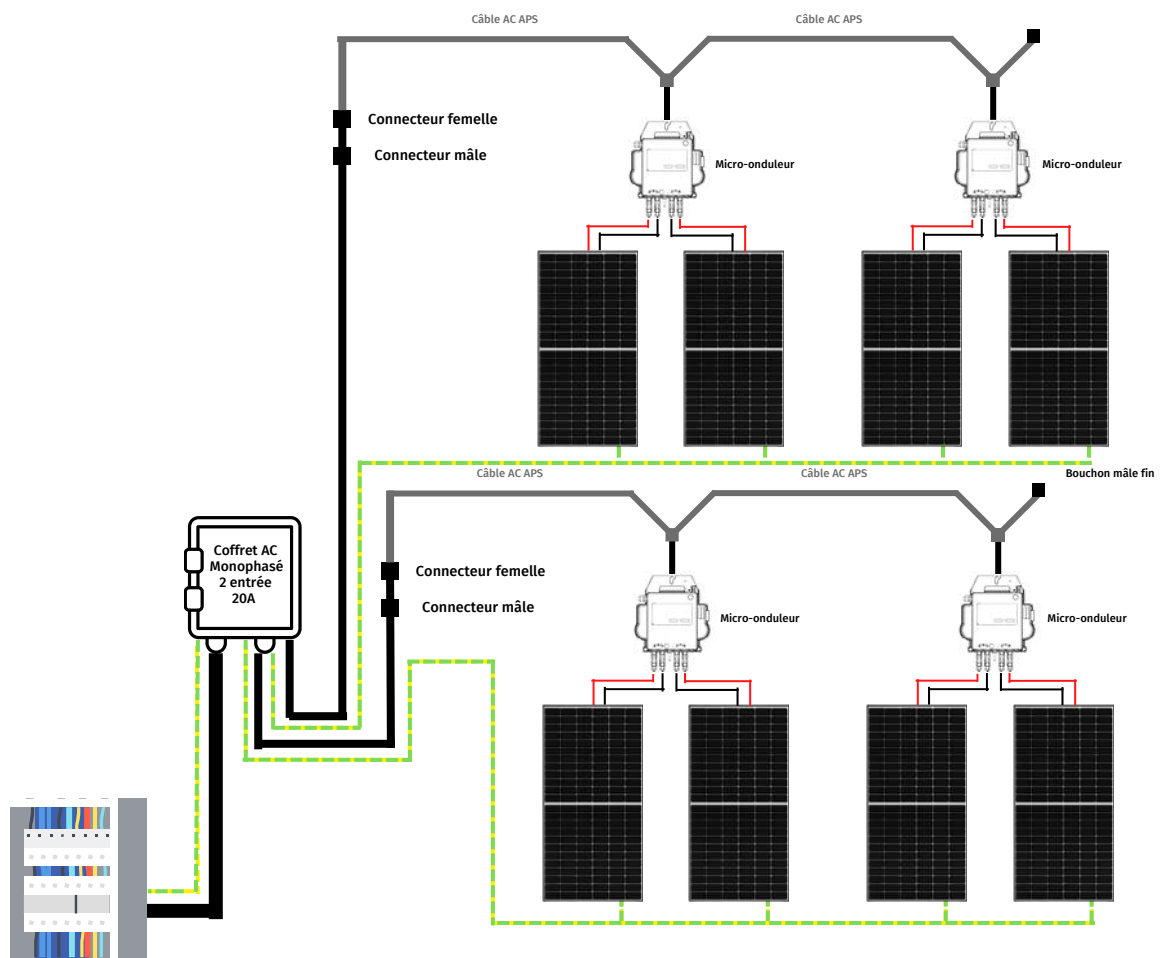 Câble AC APS
Câble AC APS
Connecteur femelle
Connecteur mâle
Micro-onduleur
Micro-onduleur
Câble AC APS
Câble AC APS
Bouchon mâle fin
Coffret AC
Monophasé
2 entrée
20A
Connecteur femelle
Connecteur mâle
Micro-onduleur
Micro-onduleur